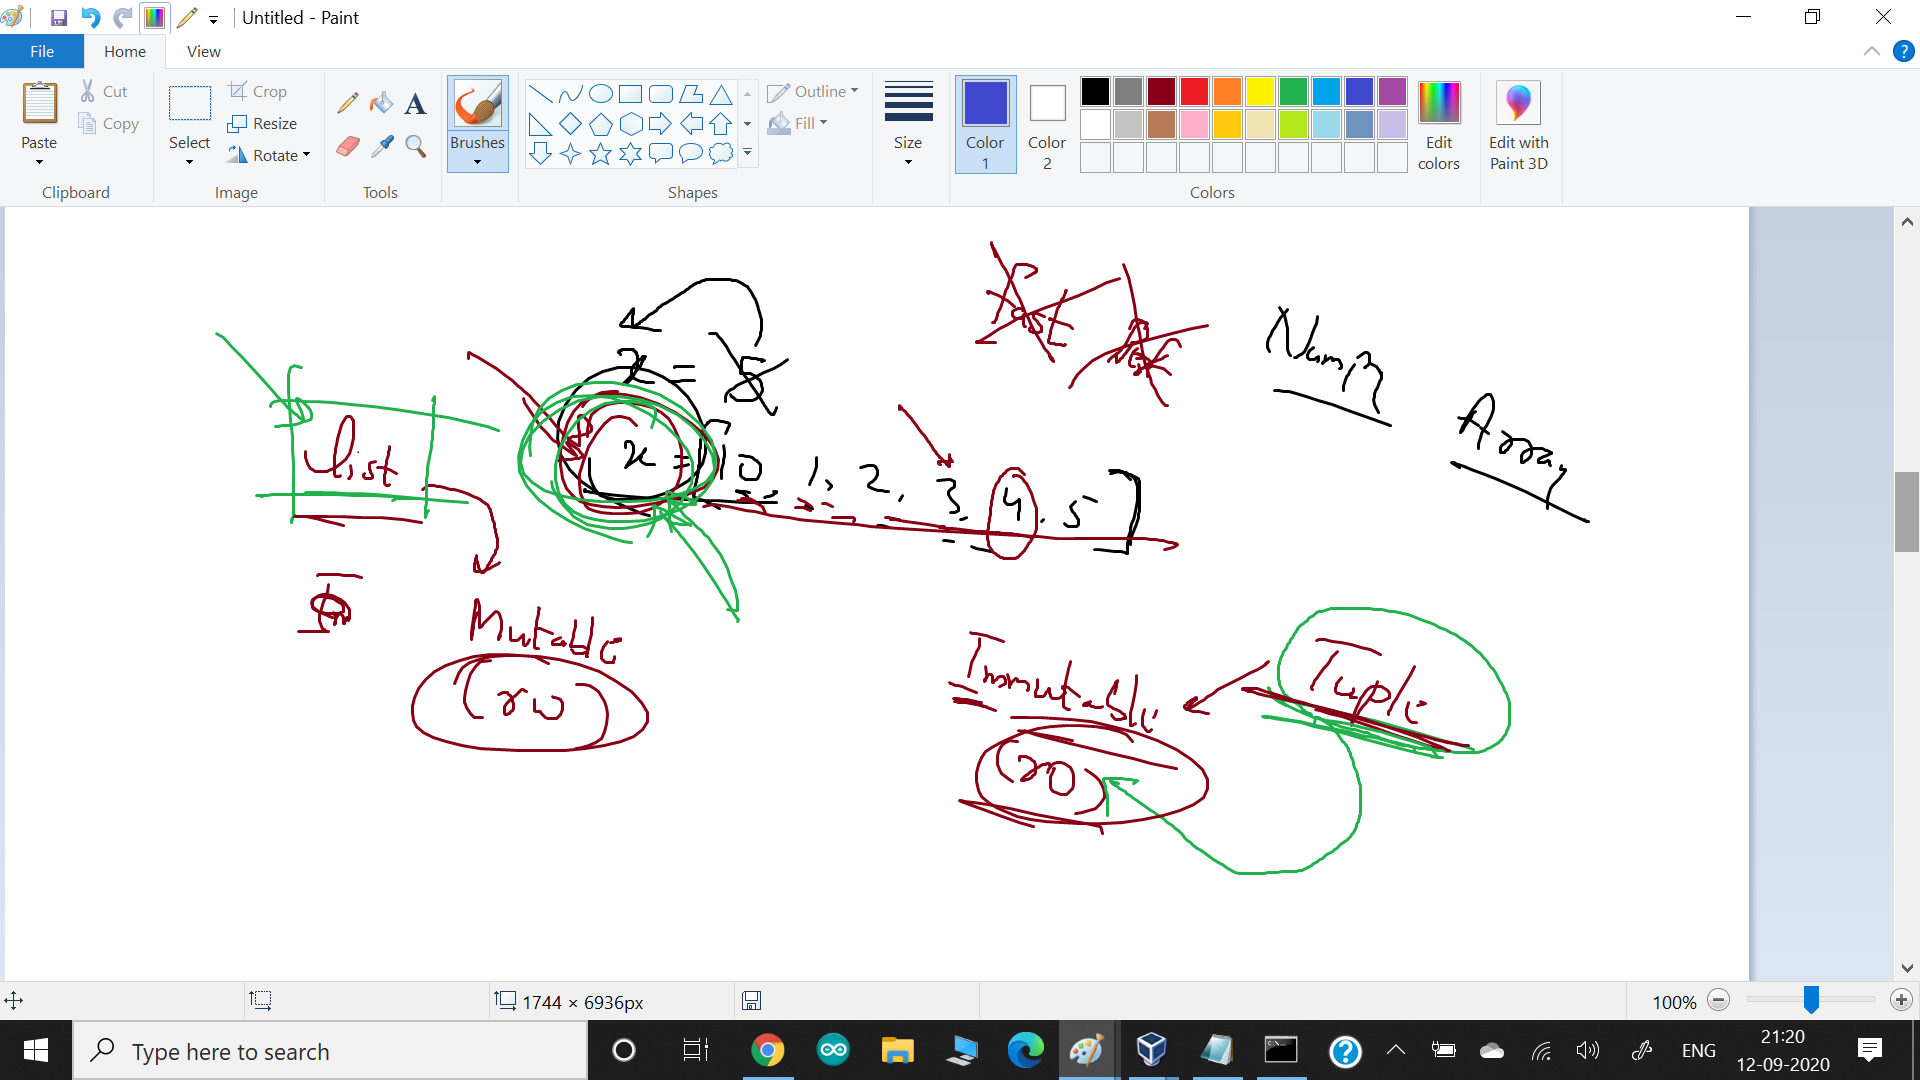 Untitled - Paint
File Home View
Paste
Cut
Copy
Clipboard
Select
Crop
Resize
Rotate
Image
Tools
Brushes
Shapes
Outline
Fill
Size
Color 1
Color 2
Colors
Edit colors
Edit with Paint 3D
x = 5
Array
list
x = [10, 1, 2, 3, 4, 5]
Mutable
(rw)
Immutable
(ro)
Tuple
1744 × 6936px
100%
Type here to search
ENG
21:20
12-09-2020